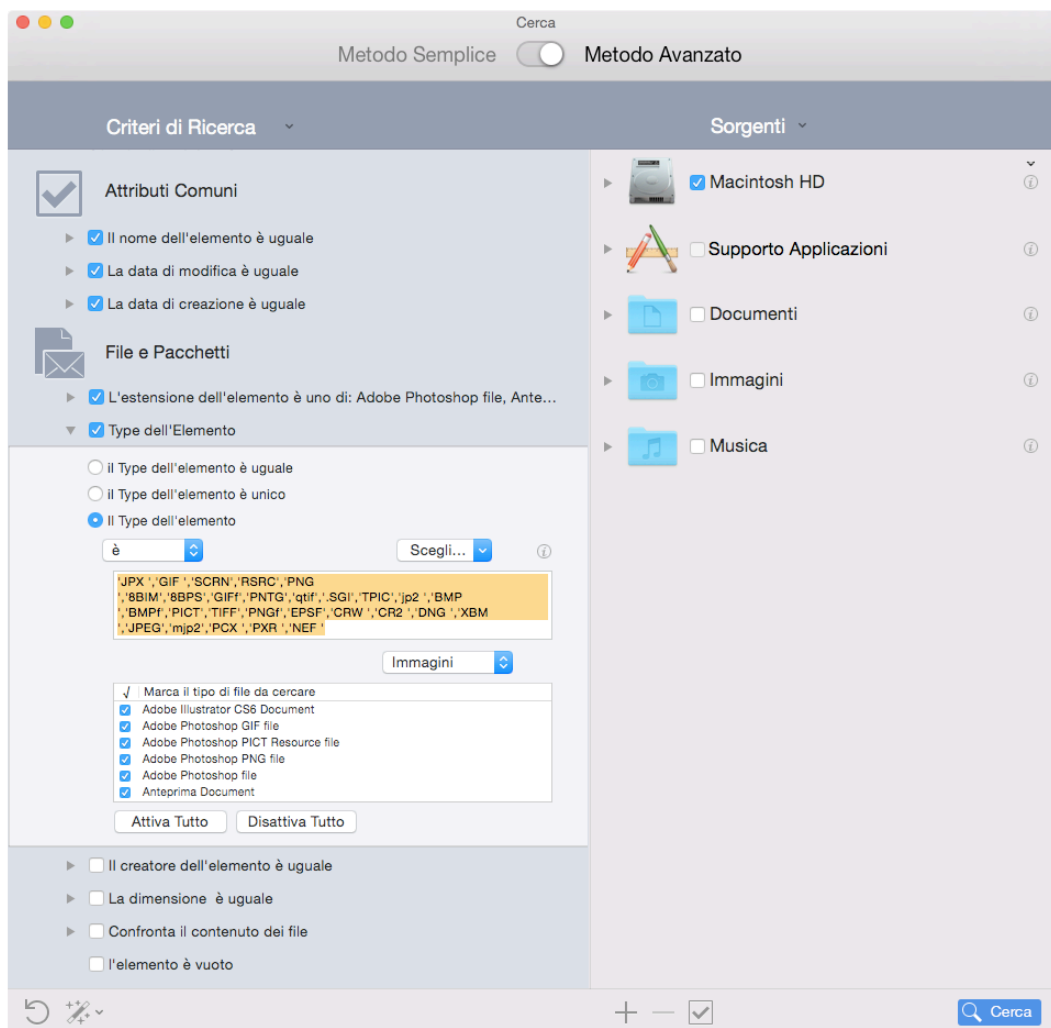 Cerca
Metodo Semplice
Metodo Avanzato
Criteri di Ricerca
Sorgenti
Attributi Comuni
Il nome dell'elemento è uguale
La data di modifica è uguale
La data di creazione è uguale
File e Pacchetti
L'estensione dell'elemento è uno di: Adobe Photoshop file, Ante...
Type dell'Elemento
il Type dell'elemento è uguale
il Type dell'elemento è unico
Il Type dell'elemento
è
Scegli...
'JPX ','GIF ','SCRN','RSRC','PNG
','8BIM','8BPS','GIFf','PNTG','qtif','.SGI','TPIC','jp2 ','BMP
','BMPf','PICT','TIFF','PNGf','EPSF','CRW ','CR2 ','DNG ','XBM
','JPEG','mjp2','PCX ','PXR ','NEF '
Immagini
√ Marca il tipo di file da cercare
Adobe Illustrator CS6 Document
Adobe Photoshop GIF file
Adobe Photoshop PICT Resource file
Adobe Photoshop PNG file
Adobe Photoshop file
Anteprima Document
Attiva Tutto
Disattiva Tutto
Il creatore dell'elemento è uguale
La dimensione  è uguale
Confronta il contenuto dei file
l'elemento è vuoto
Macintosh HD
Supporto Applicazioni
Documenti
Immagini
Musica
Cerca